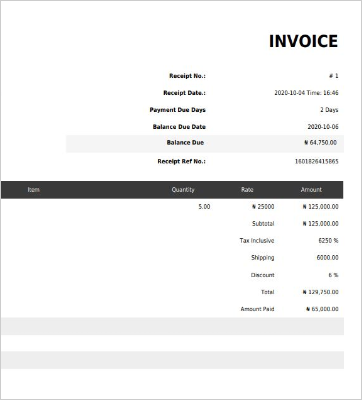 INVOICE
Receipt No.: # 1
Receipt Date.: 2020-10-04 Time: 16:46
Payment Due Days 2 Days
Balance Due Date 2020-10-06
Balance Due ₦ 64,750.00
Receipt Ref No.: 1601826415865
Item Quantity Rate Amount
5.00 ₦ 25000 ₦ 125,000.00
Subtotal ₦ 125,000.00
Tax Inclusive 6250 %
Shipping 6000.00
Discount 6 %
Total ₦ 129,750.00
Amount Paid ₦ 65,000.00